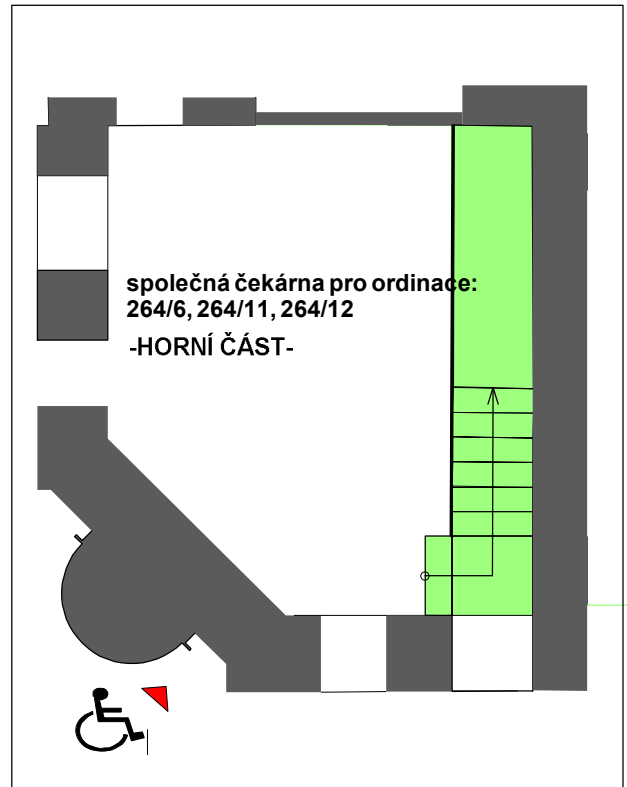 společná čekárna pro ordinace:
264/6, 264/11, 264/12
-HORNÍ ČÁST-